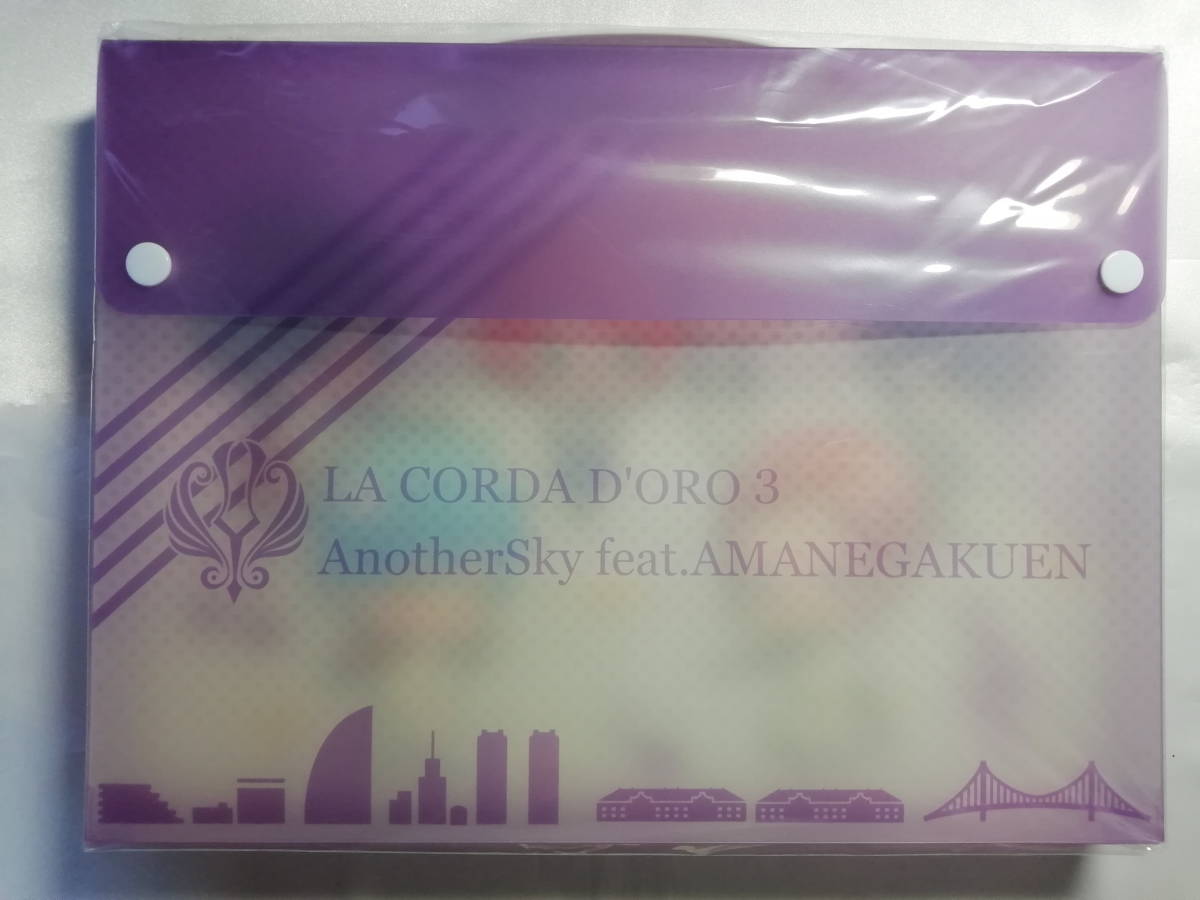 LA CORDA D'ORO 3
AnotherSky feat.AMANEGAKUEN